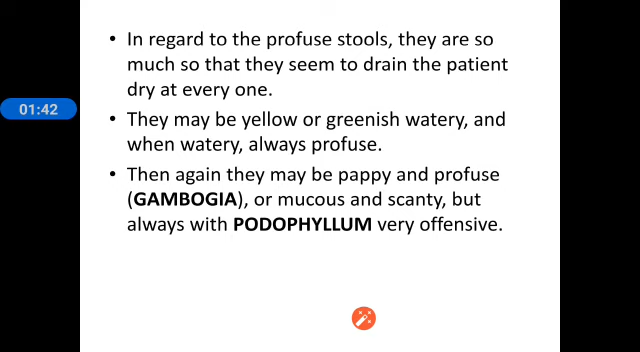 • In regard to the profuse stools, they are so
much so that they seem to drain the patient
dry at every one.
01:42
• They may be yellow or greenish watery, and
when watery, always profuse.
• Then again they may be pappy and profuse
(GAMBOGIA), or mucous and scanty, but
always with PODOPHYLLUM very offensive.